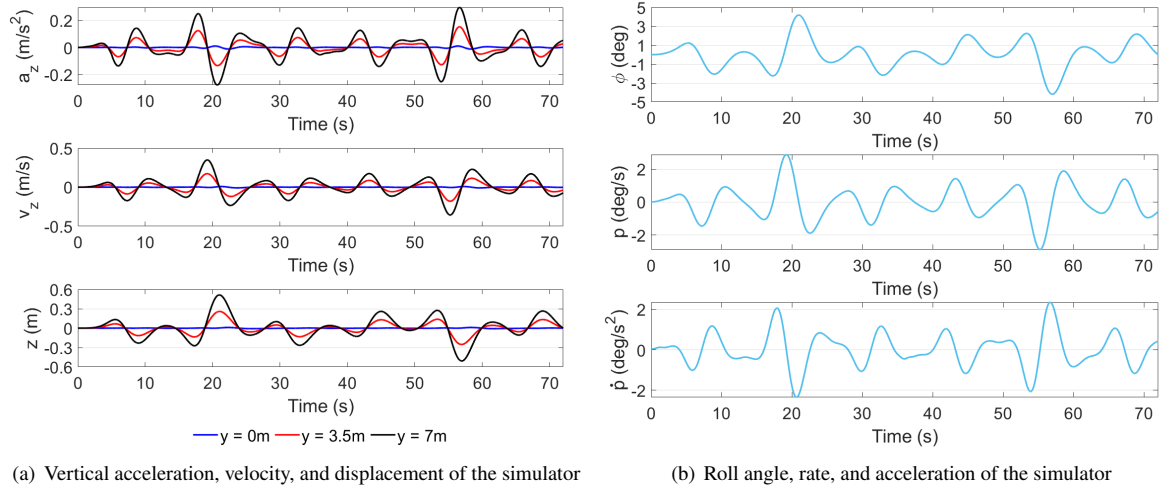 0.2
0
-0.2
a_z (m/s²)
0 10 20 30 40 50 60 70
Time (s)
0.5
0
-0.5
v_z (m/s)
0 10 20 30 40 50 60 70
Time (s)
0.6
0.3
0
-0.3
-0.6
z (m)
0 10 20 30 40 50 60 70
Time (s)
y = 0m y = 3.5m y = 7m
(a) Vertical acceleration, velocity, and displacement of the simulator
5
3
1
-1
-3
-5
ϕ (deg)
0 10 20 30 40 50 60 70
Time (s)
2
0
-2
p (deg/s)
0 10 20 30 40 50 60 70
Time (s)
2
0
-2
ṗ (deg/s²)
0 10 20 30 40 50 60 70
Time (s)
(b) Roll angle, rate, and acceleration of the simulator